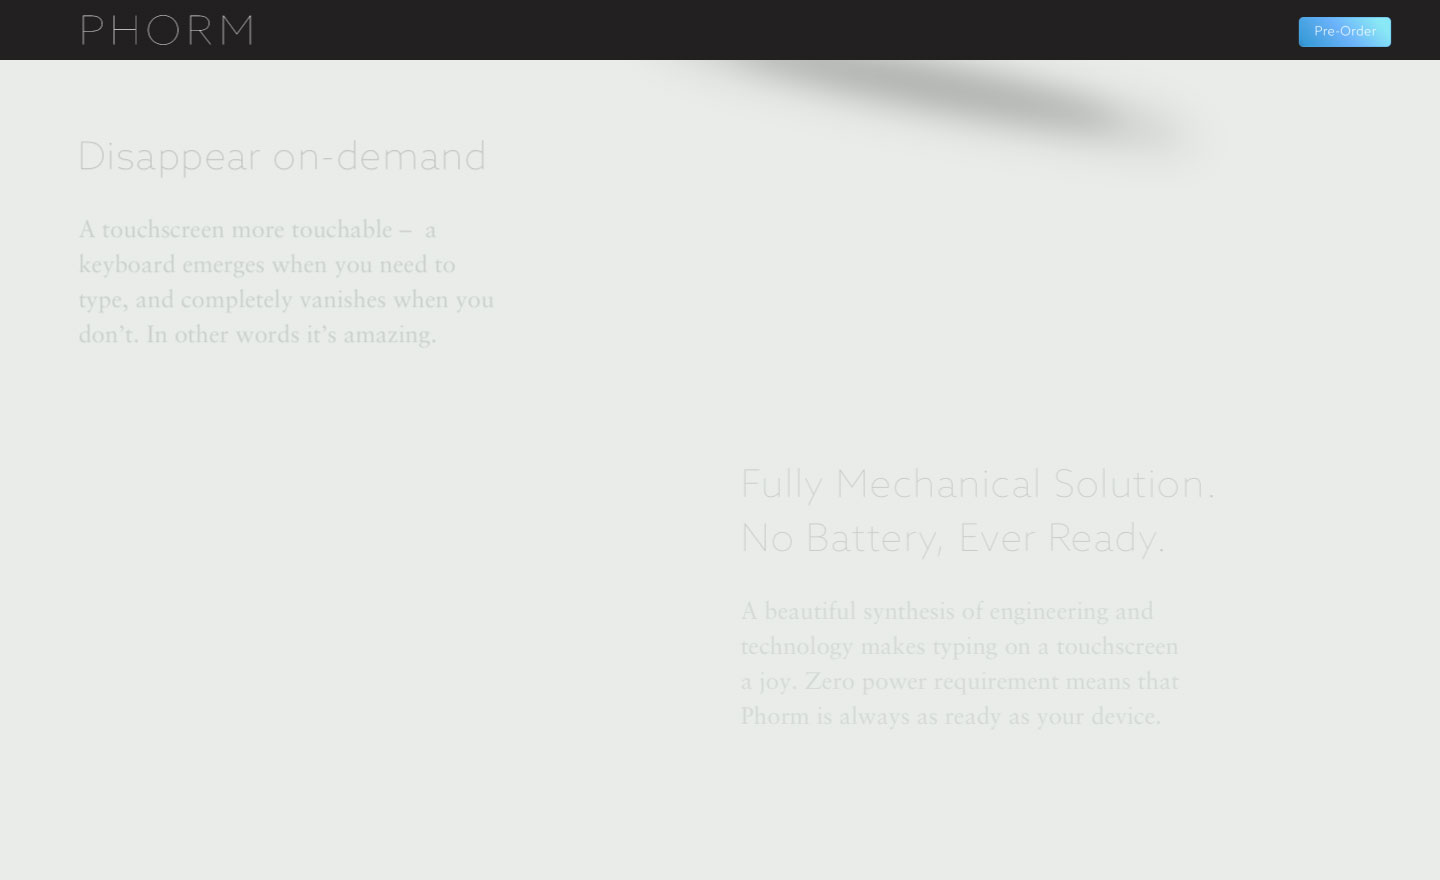 PHORM
Pre-Order
Disappear on-demand
A touchscreen more touchable – a
keyboard emerges when you need to
type, and completely vanishes when you
don't. In other words it's amazing.
Fully Mechanical Solution.
No Battery, Ever Ready.
A beautiful synthesis of engineering and
technology makes typing on a touchscreen
a joy. Zero power requirement means that
Phorm is always as ready as your device.